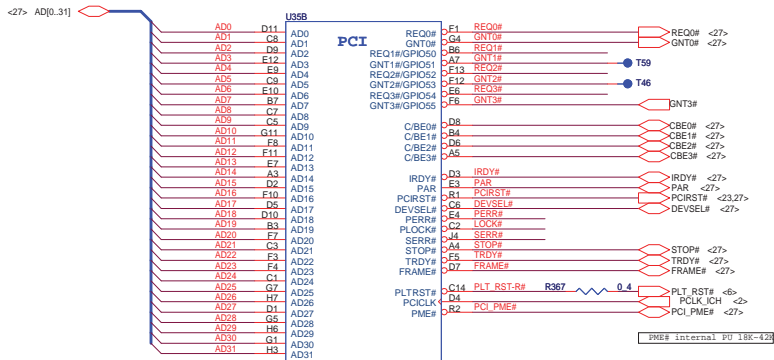 <27> AD[0..31]
U35B
PCI
AD0 D11 AD0
AD1 C8 AD1
AD2 D9 AD2
AD3 E12 AD3
AD4 E9 AD4
AD5 C9 AD5
AD6 E10 AD6
AD7 B7 AD7
AD8 C7 AD8
AD9 C5 AD9
AD10 G11 AD10
AD11 F8 AD11
AD12 F11 AD12
AD13 E7 AD13
AD14 A3 AD14
AD15 D2 AD15
AD16 F10 AD16
AD17 D5 AD17
AD18 D10 AD18
AD19 B3 AD19
AD20 F7 AD20
AD21 C3 AD21
AD22 F3 AD22
AD23 F4 AD23
AD24 C1 AD24
AD25 G7 AD25
AD26 H7 AD26
AD27 D1 AD27
AD28 G5 AD28
AD29 H6 AD29
AD30 G1 AD30
AD31 H3 AD31
REQ0# F1 REQ0# REQ0# <27>
GNT0# G4 GNT0# GNT0# <27>
REQ1#/GPIO50 B6 REQ1#
GNT1#/GPIO51 A7 GNT1# T59
REQ2#/GPIO52 F13 REQ2#
GNT2#/GPIO53 F12 GNT2# T46
REQ3#/GPIO54 E6 REQ3#
GNT3#/GPIO55 F6 GNT3# GNT3#
C/BE0# D8 CBE0# <27>
C/BE1# B4 CBE1# <27>
C/BE2# D6 CBE2# <27>
C/BE3# A5 CBE3# <27>
IRDY# D3 IRDY# IRDY# <27>
PAR E3 PAR PAR <27>
PCIRST# R1 PCIRST# PCIRST# <23,27>
DEVSEL# C6 DEVSEL# DEVSEL# <27>
PERR# E4 PERR#
PLOCK# C2 LOCK#
SERR# J4 SERR#
STOP# A4 STOP# STOP# <27>
TRDY# F5 TRDY# TRDY# <27>
FRAME# D7 FRAME# FRAME# <27>
PLTRST# C14 PLT_RST-R# R367 0_4 PLT_RST# <6>
PCICLK D4 PCLK_ICH <2>
PME# R2 PCI_PME# PCI_PME# <27>
PME# internal PU 18K-42K